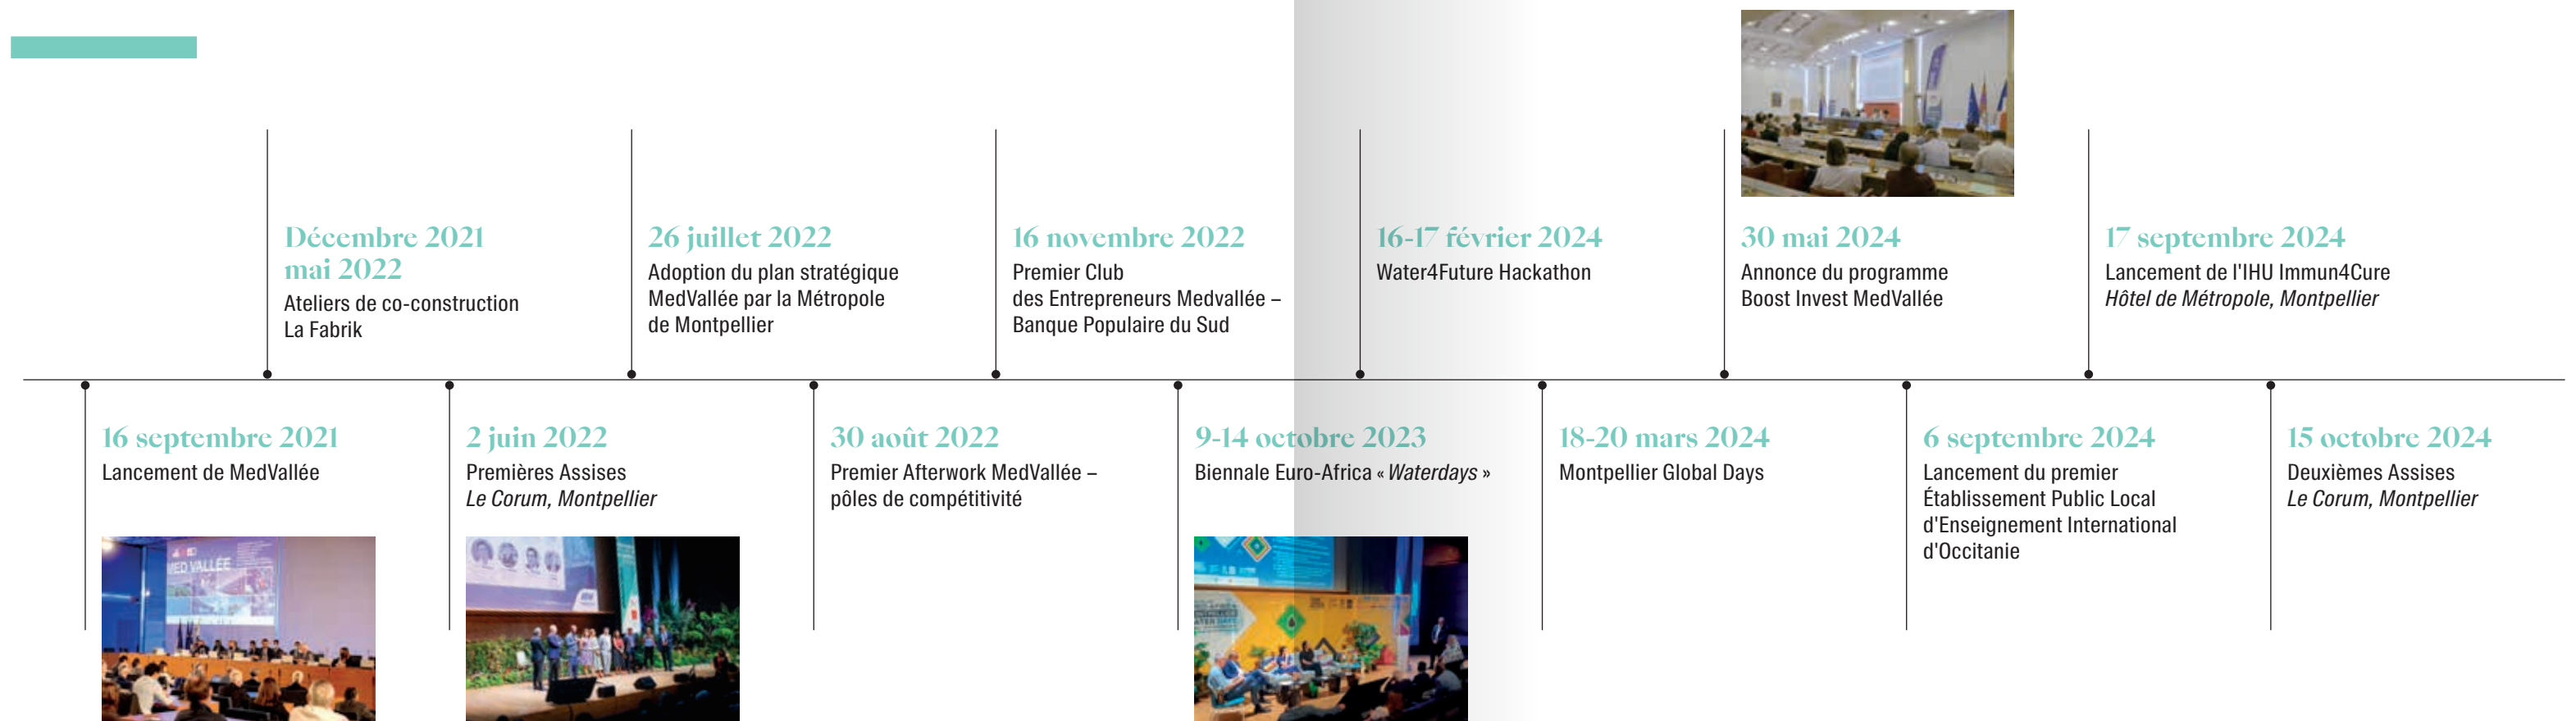 Décembre 2021
mai 2022
Ateliers de co-construction
La Fabrik
26 juillet 2022
Adoption du plan stratégique
MedVallée par la Métropole
de Montpellier
16 novembre 2022
Premier Club
des Entrepreneurs Medvallée –
Banque Populaire du Sud
16-17 février 2024
Water4Future Hackathon
30 mai 2024
Annonce du programme
Boost Invest MedVallée
17 septembre 2024
Lancement de l'IHU Immun4Cure
Hôtel de Métropole, Montpellier
16 septembre 2021
Lancement de MedVallée
MED VALLÉE
2 juin 2022
Premières Assises
Le Corum, Montpellier
30 août 2022
Premier Afterwork MedVallée –
pôles de compétitivité
9-14 octobre 2023
Biennale Euro-Africa « Waterdays »
18-20 mars 2024
Montpellier Global Days
6 septembre 2024
Lancement du premier
Établissement Public Local
d'Enseignement International
d'Occitanie
15 octobre 2024
Deuxièmes Assises
Le Corum, Montpellier